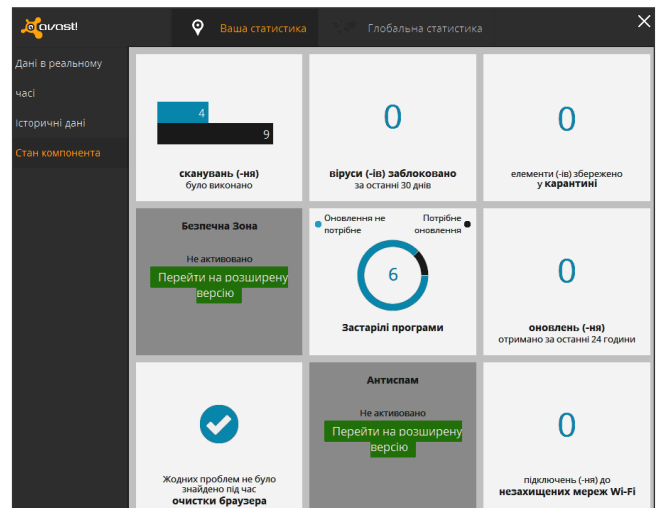 avast!
Ваша статистика
Глобальна статистика
Дані в реальному
часі
Історичні дані
Стан компонента
4
9
сканувань (-ня)
було виконано
0
віруси (-ів) заблоковано
за останні 30 днів
0
елементи (-ів) збережено
у карантині
Безпечна Зона
Не активовано
Перейти на розширену
версію
Оновлення не
потрібне
Потрібне
оновлення
6
Застарілі програми
0
оновлень (-ня)
отримано за останні 24 години
Жодних проблем не було
знайдено під час
очистки браузера
Антиспам
Не активовано
Перейти на розширену
версію
0
підключень (-ня) до
незахищених мереж Wi-Fi